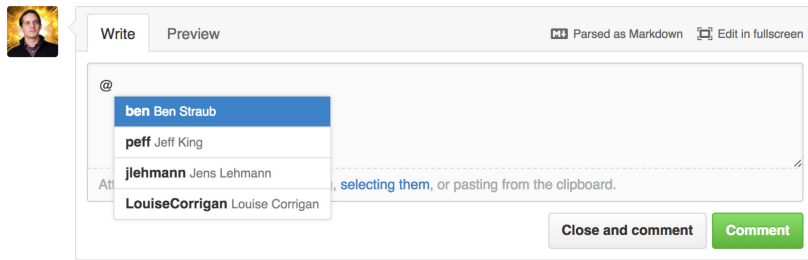 Write Preview M↓ Parsed as Markdown Edit in fullscreen
@
ben Ben Straub
peff Jeff King
jlehmann Jens Lehmann
selecting them, or pasting from the clipboard.
LouiseCorrigan Louise Corrigan
Close and comment Comment